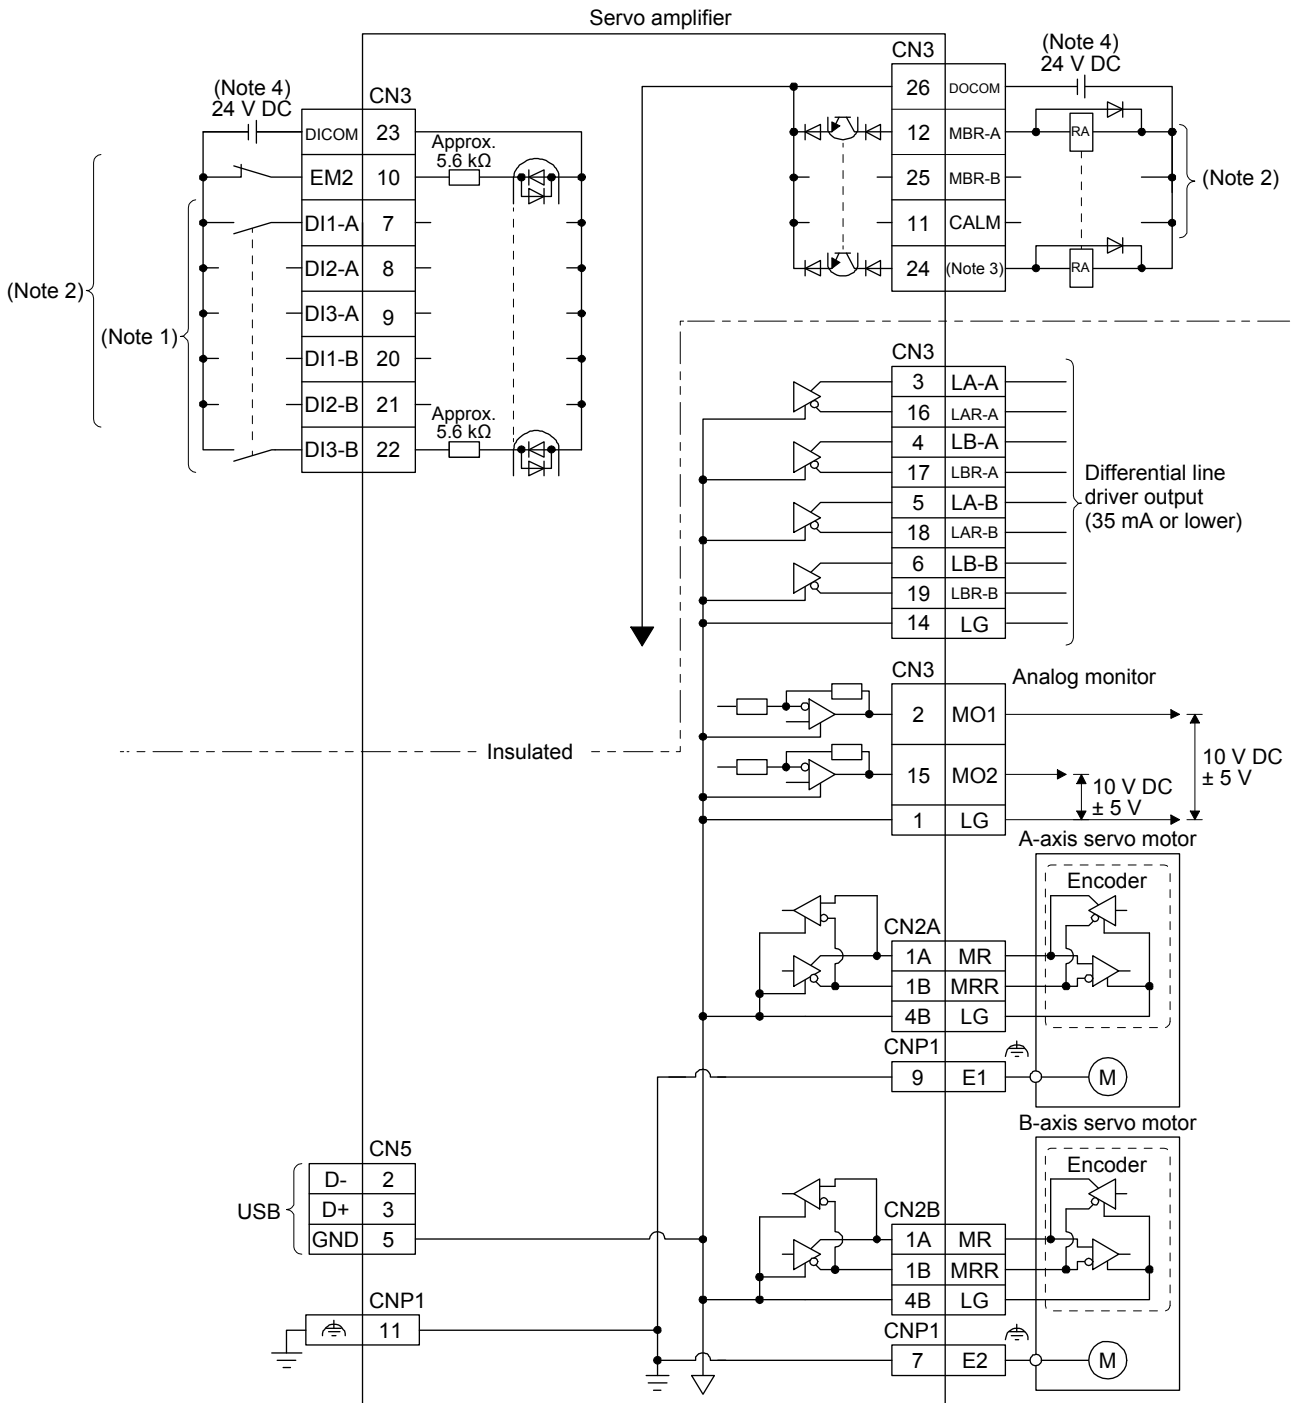 Servo amplifier
(Note 4)
24 V DC
CN3
DICOM 23
EM2 10
DI1-A 7
DI2-A 8
DI3-A 9
DI1-B 20
DI2-B 21
DI3-B 22
Approx.
5.6 kΩ
Approx.
5.6 kΩ
(Note 2)
(Note 1)
CN3
(Note 4)
24 V DC
26 DOCOM
12 MBR-A
25 MBR-B
11 CALM
24 (Note 3)
RA
RA
(Note 2)
CN3
3 LA-A
16 LAR-A
4 LB-A
17 LBR-A
5 LA-B
18 LAR-B
6 LB-B
19 LBR-B
14 LG
Differential line
driver output
(35 mA or lower)
Insulated
CN3
Analog monitor
2 MO1
15 MO2
1 LG
10 V DC
± 5 V
10 V DC
± 5 V
A-axis servo motor
Encoder
CN2A
1A MR
1B MRR
4B LG
CNP1
9 E1
M
B-axis servo motor
Encoder
CN2B
1A MR
1B MRR
4B LG
CNP1
7 E2
M
CN5
USB
D- 2
D+ 3
GND 5
CNP1
11